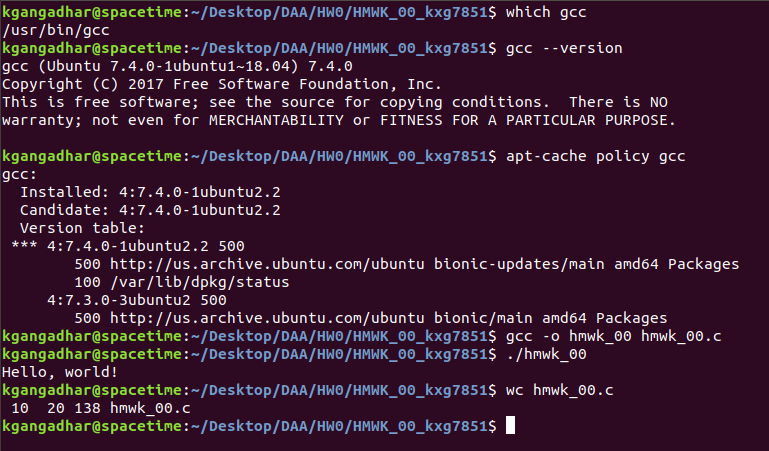 kgangadhar@spacetime:~/Desktop/DAA/HW0/HMWK_00_kxg7851$ which gcc
/usr/bin/gcc
kgangadhar@spacetime:~/Desktop/DAA/HW0/HMWK_00_kxg7851$ gcc --version
gcc (Ubuntu 7.4.0-1ubuntu1~18.04) 7.4.0
Copyright (C) 2017 Free Software Foundation, Inc.
This is free software; see the source for copying conditions.  There is NO
warranty; not even for MERCHANTABILITY or FITNESS FOR A PARTICULAR PURPOSE.

kgangadhar@spacetime:~/Desktop/DAA/HW0/HMWK_00_kxg7851$ apt-cache policy gcc
gcc:
  Installed: 4:7.4.0-1ubuntu2.2
  Candidate: 4:7.4.0-1ubuntu2.2
  Version table:
 *** 4:7.4.0-1ubuntu2.2 500
        500 http://us.archive.ubuntu.com/ubuntu bionic-updates/main amd64 Packages
        100 /var/lib/dpkg/status
     4:7.3.0-3ubuntu2 500
        500 http://us.archive.ubuntu.com/ubuntu bionic/main amd64 Packages
kgangadhar@spacetime:~/Desktop/DAA/HW0/HMWK_00_kxg7851$ gcc -o hmwk_00 hmwk_00.c
kgangadhar@spacetime:~/Desktop/DAA/HW0/HMWK_00_kxg7851$ ./hmwk_00
Hello, world!
kgangadhar@spacetime:~/Desktop/DAA/HW0/HMWK_00_kxg7851$ wc hmwk_00.c
 10  20 138 hmwk_00.c
kgangadhar@spacetime:~/Desktop/DAA/HW0/HMWK_00_kxg7851$